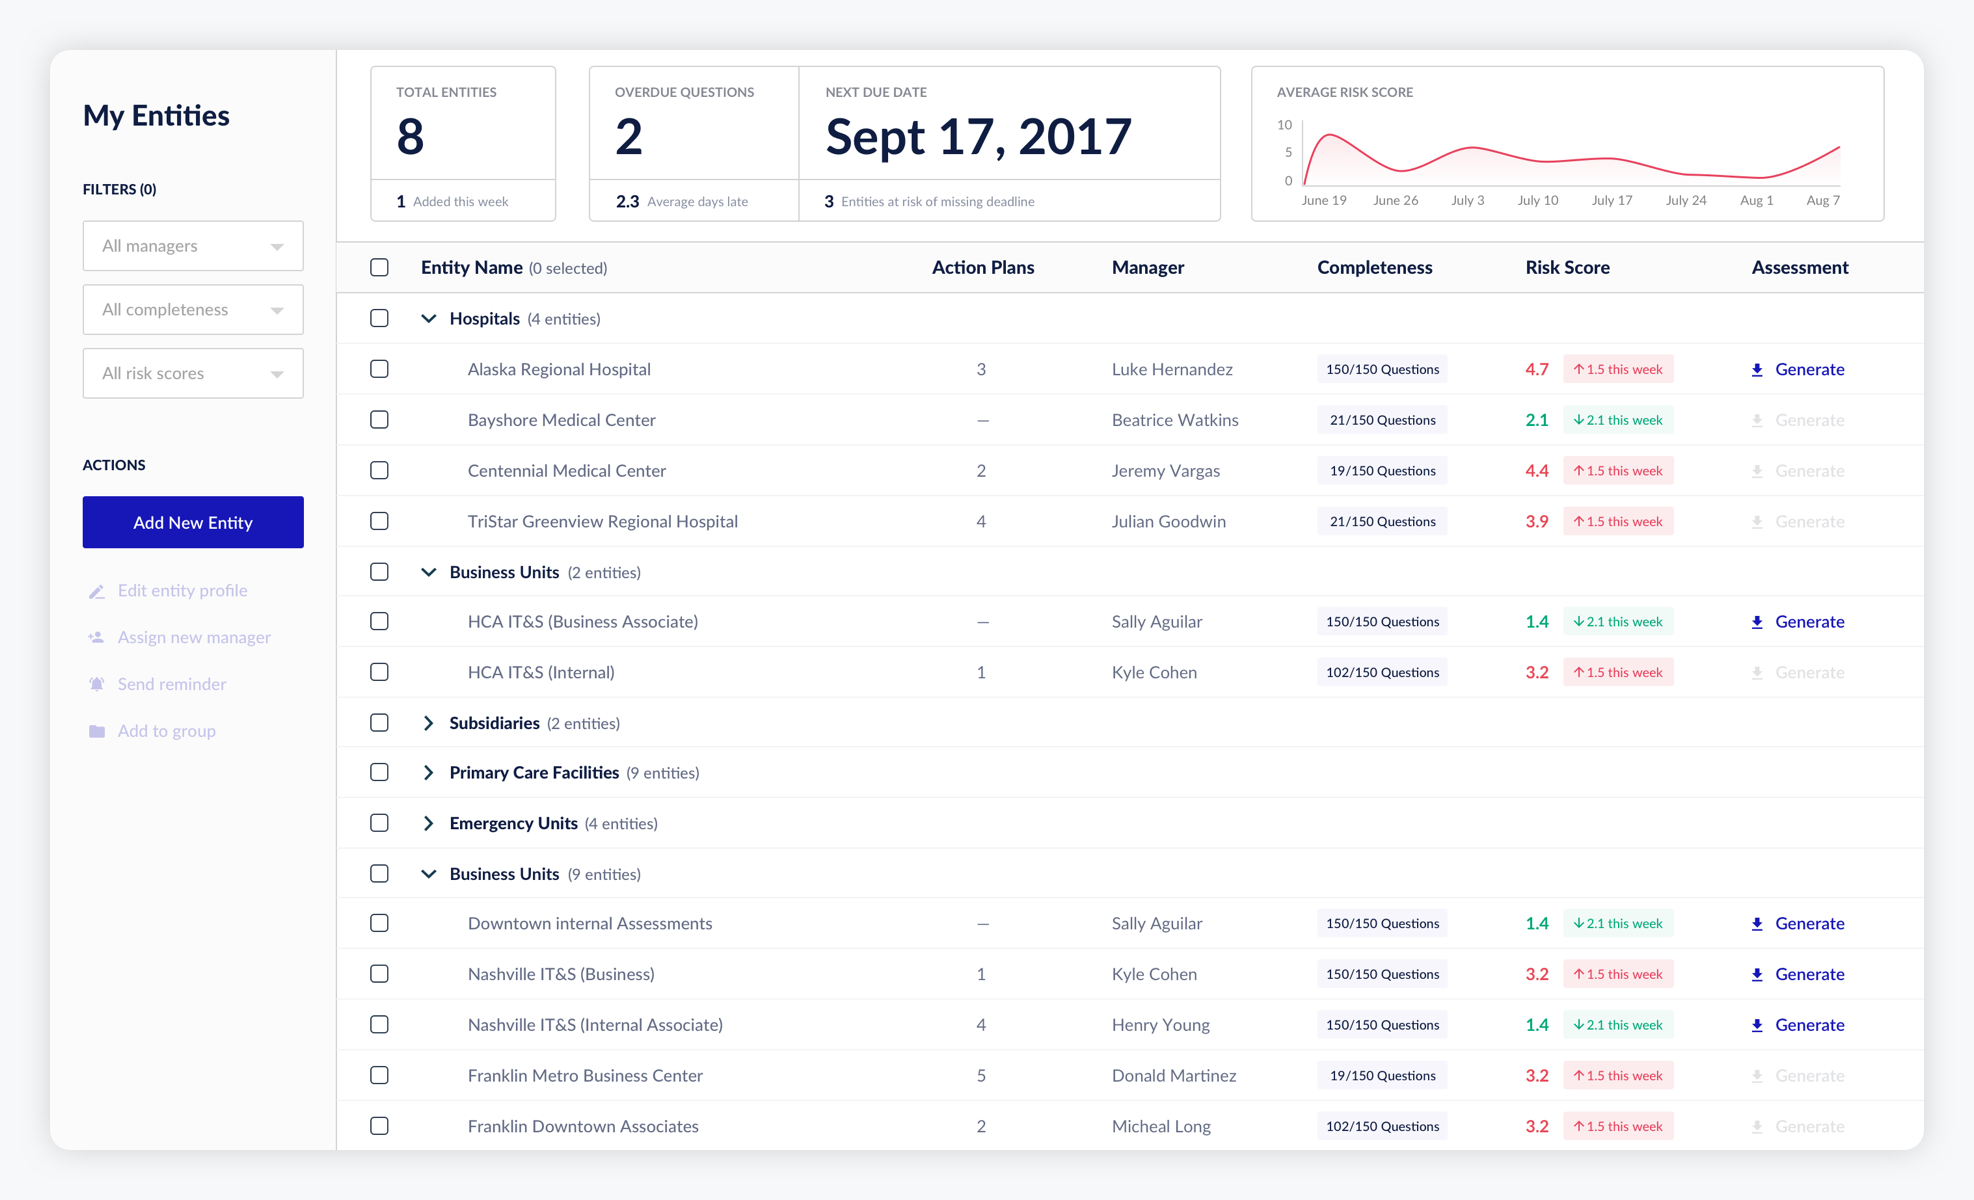 My Entities
FILTERS (0)
All managers
All completeness
All risk scores
ACTIONS
Add New Entity
Edit entity profile
Assign new manager
Send reminder
Add to group
TOTAL ENTITIES
8
1 Added this week
OVERDUE QUESTIONS
2
2.3 Average days late
NEXT DUE DATE
Sept 17, 2017
3 Entities at risk of missing deadline
AVERAGE RISK SCORE
10
5
0
June 19 June 26 July 3 July 10 July 17 July 24 Aug 1 Aug 7
Entity Name (0 selected) Action Plans Manager Completeness Risk Score Assessment
Hospitals (4 entities)
Alaska Regional Hospital 3 Luke Hernandez 150/150 Questions 4.7 ↑1.5 this week Generate
Bayshore Medical Center — Beatrice Watkins 21/150 Questions 2.1 ↓2.1 this week Generate
Centennial Medical Center 2 Jeremy Vargas 19/150 Questions 4.4 ↑1.5 this week Generate
TriStar Greenview Regional Hospital 4 Julian Goodwin 21/150 Questions 3.9 ↑1.5 this week Generate
Business Units (2 entities)
HCA IT&S (Business Associate) — Sally Aguilar 150/150 Questions 1.4 ↓2.1 this week Generate
HCA IT&S (Internal) 1 Kyle Cohen 102/150 Questions 3.2 ↑1.5 this week Generate
Subsidiaries (2 entities)
Primary Care Facilities (9 entities)
Emergency Units (4 entities)
Business Units (9 entities)
Downtown internal Assessments — Sally Aguilar 150/150 Questions 1.4 ↓2.1 this week Generate
Nashville IT&S (Business) 1 Kyle Cohen 150/150 Questions 3.2 ↑1.5 this week Generate
Nashville IT&S (Internal Associate) 4 Henry Young 150/150 Questions 1.4 ↓2.1 this week Generate
Franklin Metro Business Center 5 Donald Martinez 19/150 Questions 3.2 ↑1.5 this week Generate
Franklin Downtown Associates 2 Micheal Long 102/150 Questions 3.2 ↑1.5 this week Generate